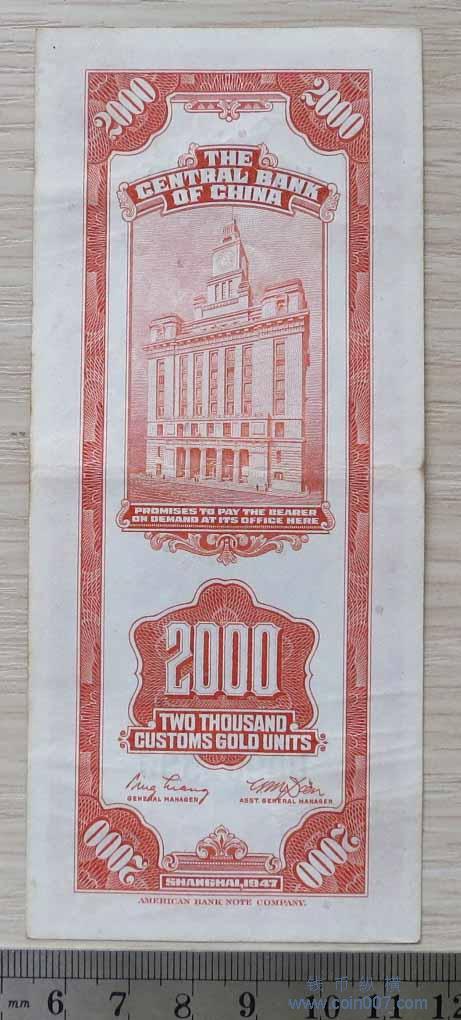 2000 2000
THE
CENTRAL BANK
OF CHINA
PROMISES TO PAY THE BEARER
ON DEMAND AT ITS OFFICE HERE
2000
TWO THOUSAND
CUSTOMS GOLD UNITS
GENERAL MANAGER ASST. GENERAL MANAGER
2000 2000
SHANGHAI, 1947
AMERICAN BANK NOTE COMPANY.
钱币纵横
www.coin007.com
mm 6 7 8 9 10 11 12